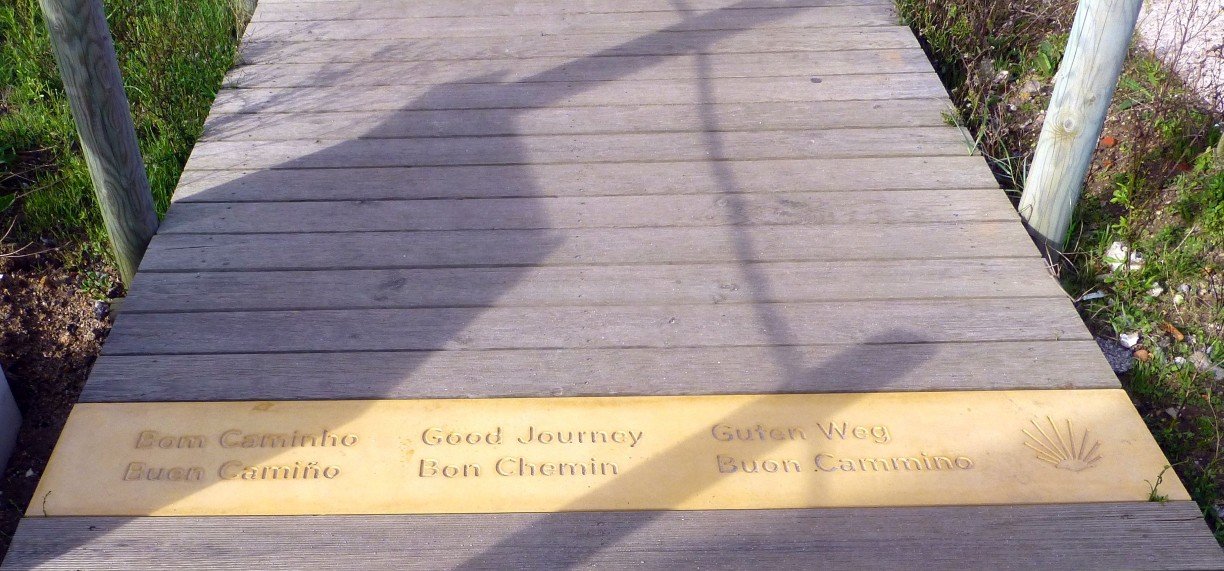 Bom Caminho
Buen Camiño
Good Journey
Bon Chemin
Guten Weg
Buon Cammino